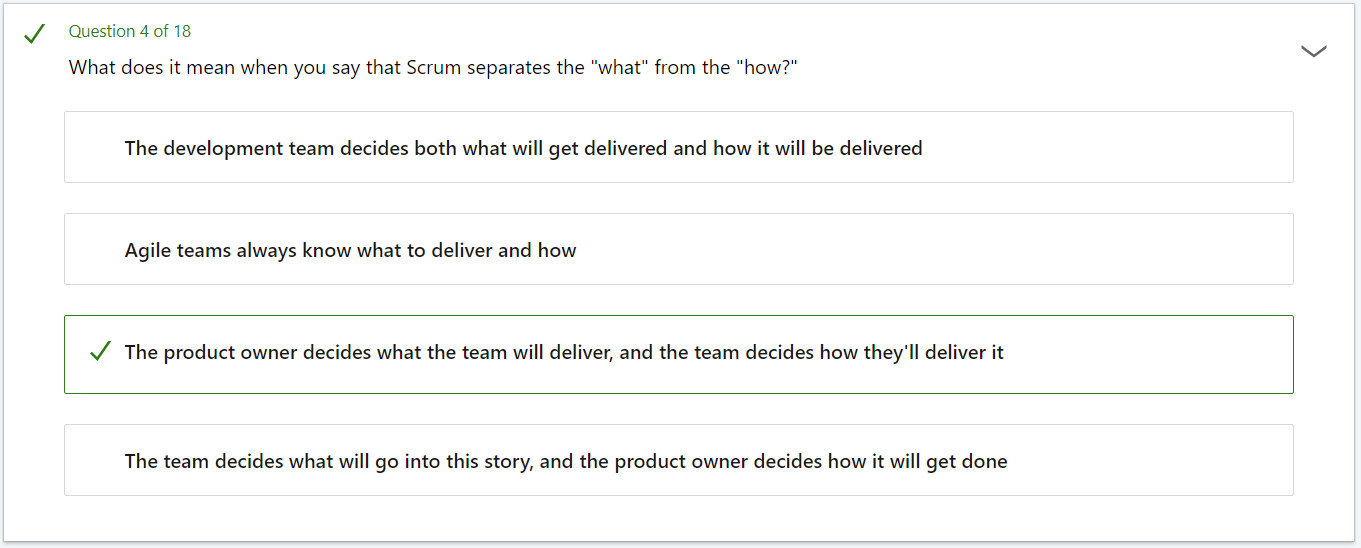 Question 4 of 18
What does it mean when you say that Scrum separates the "what" from the "how?"
The development team decides both what will get delivered and how it will be delivered
Agile teams always know what to deliver and how
The product owner decides what the team will deliver, and the team decides how they'll deliver it
The team decides what will go into this story, and the product owner decides how it will get done